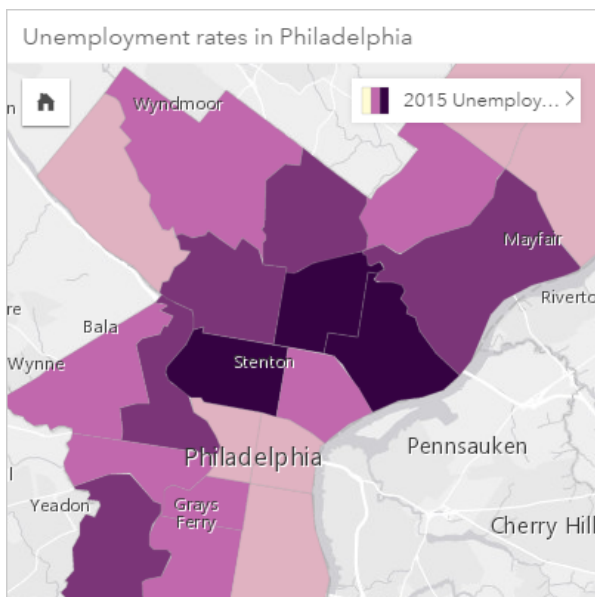 Unemployment rates in Philadelphia
n
Wyndmoor
2015 Unemploy...
Mayfair
Riverto
re
Bala
Wynne
Stenton
Philadelphia
Pennsauken
l
Yeadon
Grays
Ferry
Cherry Hill